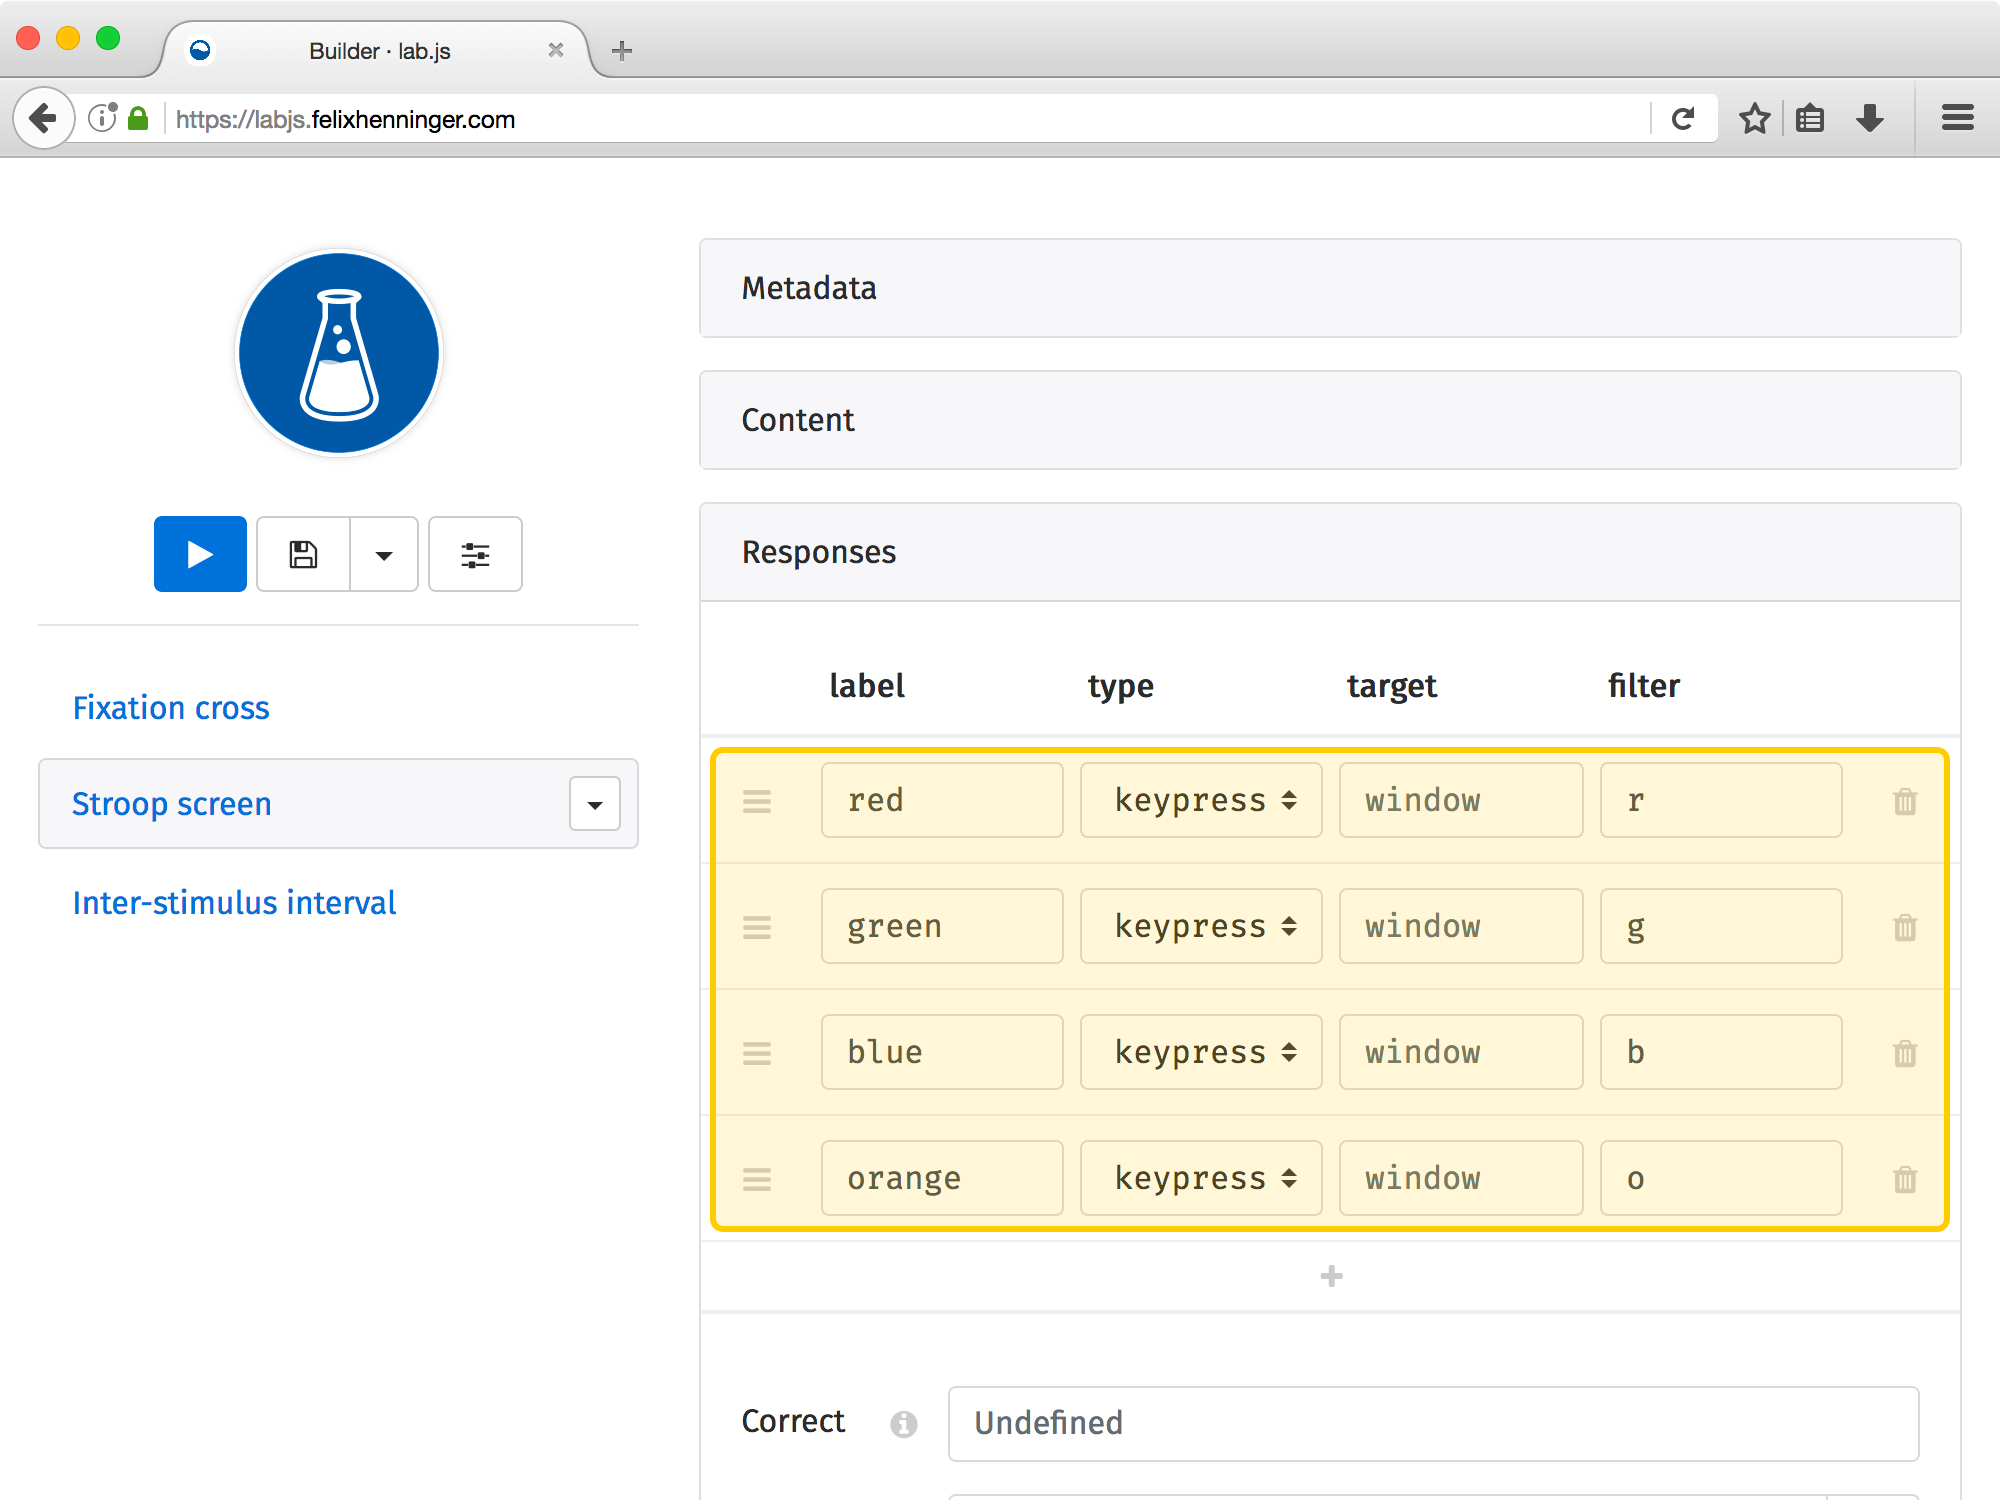 Builder · lab.js
https://labjs.felixhenninger.com
Metadata
Content
Responses
label type target filter
Fixation cross
Stroop screen
Inter-stimulus interval
red keypress window r
green keypress window g
blue keypress window b
orange keypress window o
Correct Undefined